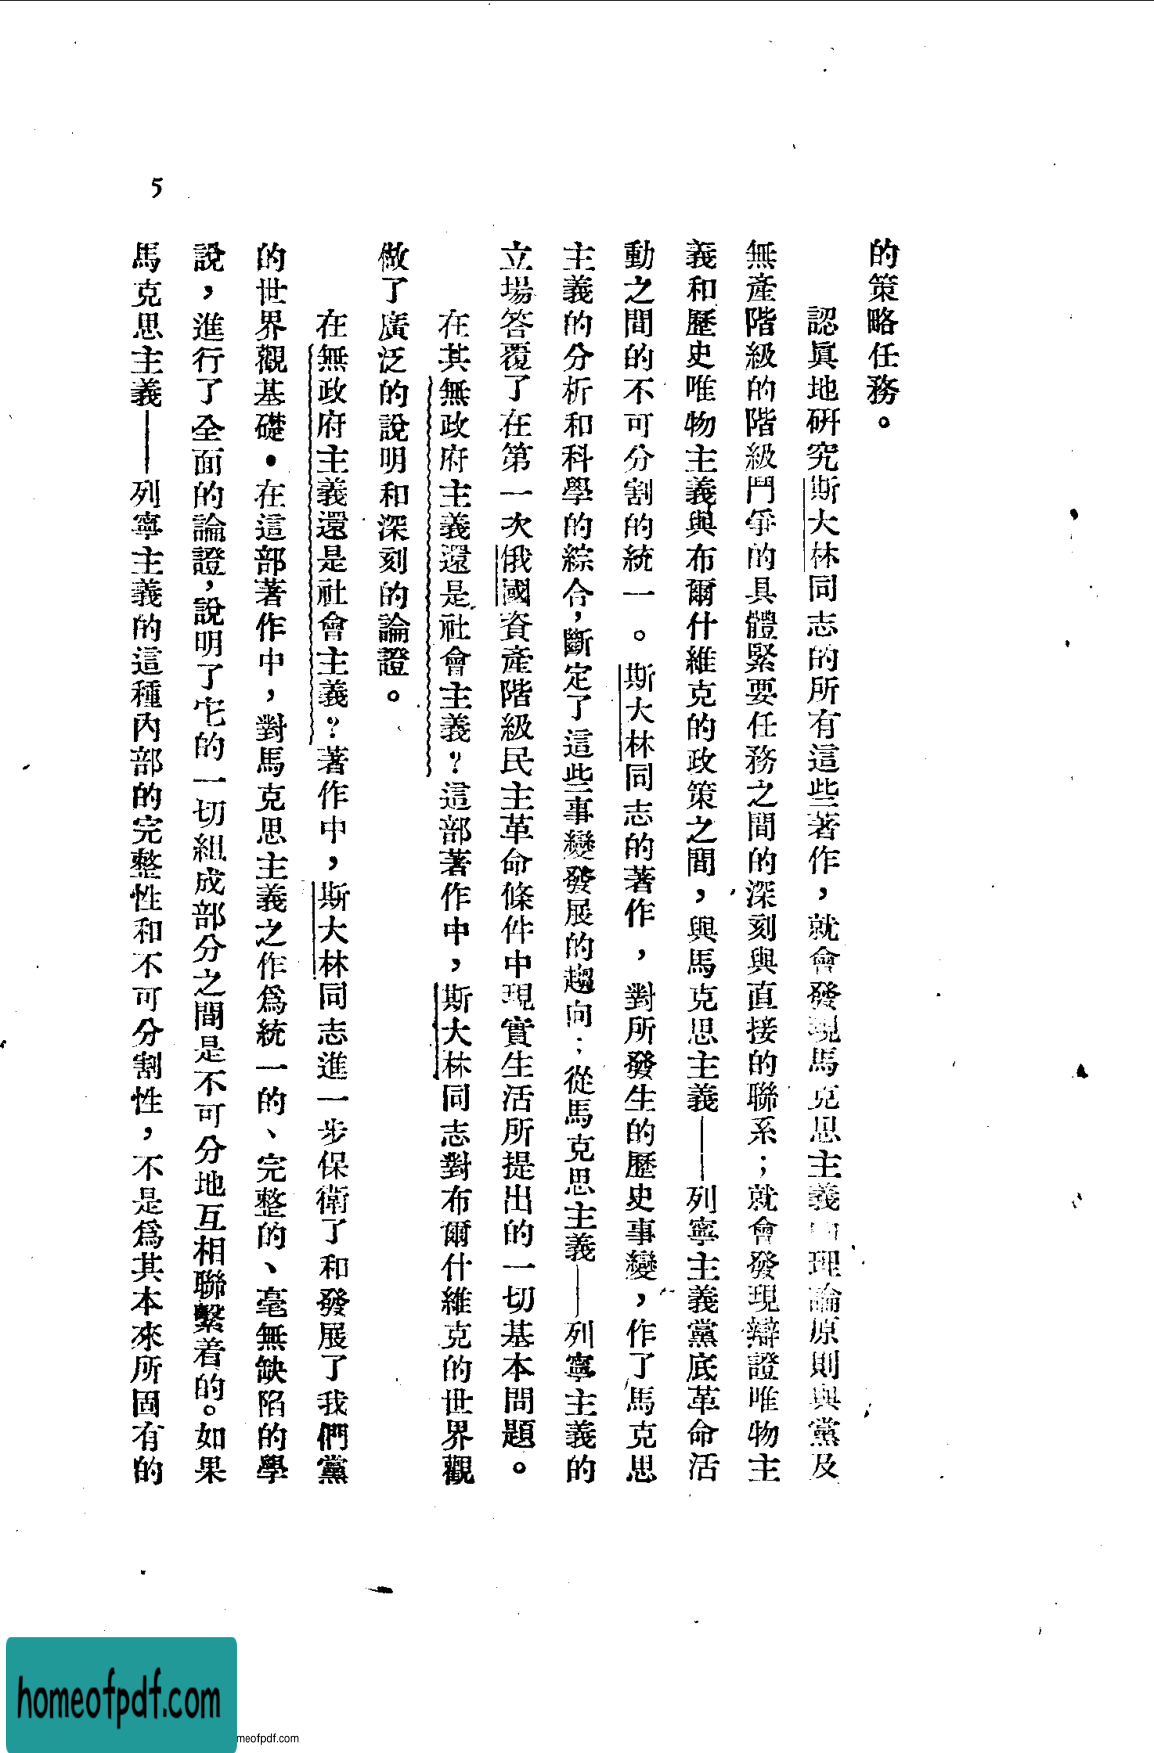 的策略任務。
認眞地研究斯大林同志的所有這些著作，就會發現馬克思主義的理論原則與黨及
無產階級的階級鬥爭的具體緊要任務之間的深刻與直接的聯系；就會發現辯證唯物主
義和歷史唯物主義與布爾什維克的政策之間，與馬克思主義——列寧主義黨底革命活
動之間的不可分割的統一。斯大林同志的著作，對所發生的歷史事變，作了馬克思
主義的分析和科學的綜合，斷定了這些事變發展的趨向；從馬克思主義——列寧主義的
立場答覆了在第一次俄國資產階級民主革命條件中現實生活所提出的一切基本問題。
在其無政府主義還是社會主義？這部著作中，斯大林同志對布爾什維克的世界觀
做了廣泛的說明和深刻的論證。
在無政府主義還是社會主義？著作中，斯大林同志進一步保衛了和發展了我們黨
的世界觀基礎。在這部著作中，對馬克思主義之作爲統一的、完整的、毫無缺陷的學
說，進行了全面的論證，說明了它的一切組成部分之間是不可分地互相聯繫着的。如果
馬克思主義——列寧主義的這種內部的完整性和不可分割性，不是爲其本來所固有的
5
homeofpdf.com
meofpdf.com